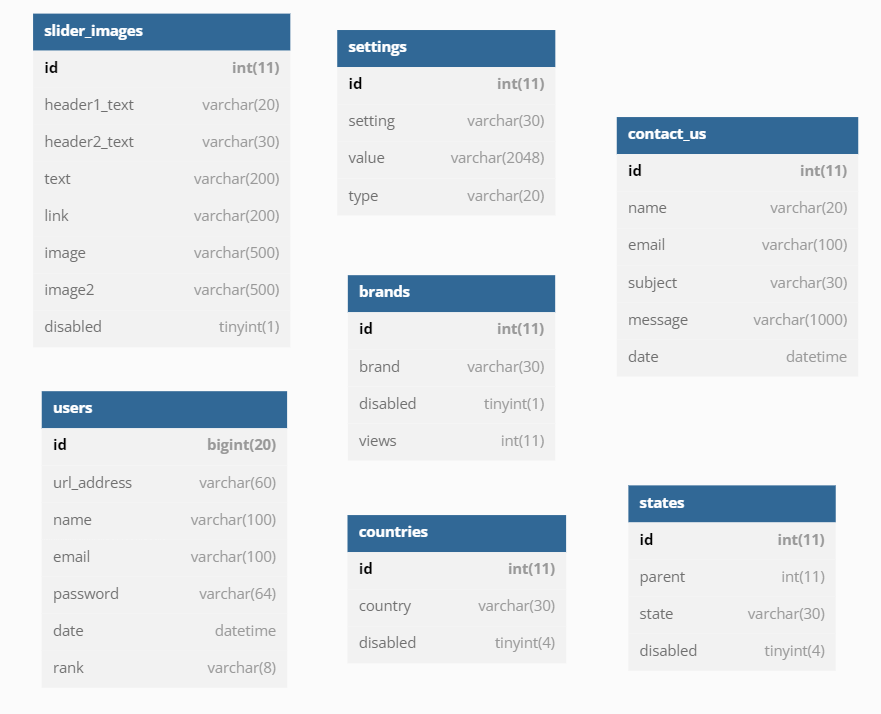 slider_images
id int(11)
header1_text varchar(20)
header2_text varchar(30)
text varchar(200)
link varchar(200)
image varchar(500)
image2 varchar(500)
disabled tinyint(1)
settings
id int(11)
setting varchar(30)
value varchar(2048)
type varchar(20)
contact_us
id int(11)
name varchar(20)
email varchar(100)
subject varchar(30)
message varchar(1000)
date datetime
brands
id int(11)
brand varchar(30)
disabled tinyint(1)
views int(11)
users
id bigint(20)
url_address varchar(60)
name varchar(100)
email varchar(100)
password varchar(64)
date datetime
rank varchar(8)
countries
id int(11)
country varchar(30)
disabled tinyint(4)
states
id int(11)
parent int(11)
state varchar(30)
disabled tinyint(4)